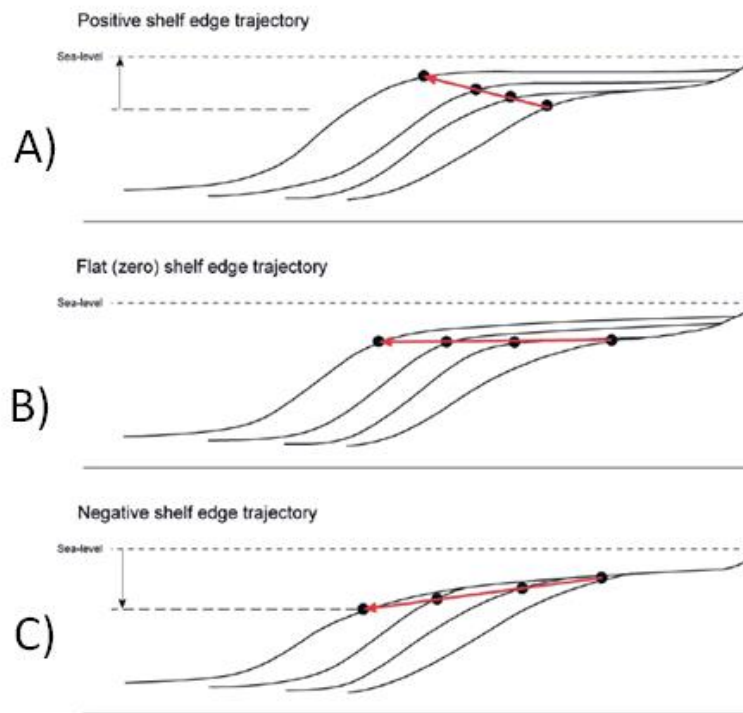 Positive shelf edge trajectory
Sea-level
A)
Flat (zero) shelf edge trajectory
Sea-level
B)
Negative shelf edge trajectory
Sea-level
C)